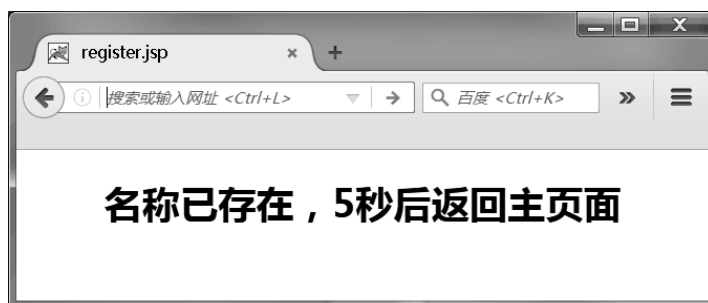 register.jsp
搜索或输入网址 <Ctrl+L>
百度 <Ctrl+K>
名称已存在，5秒后返回主页面